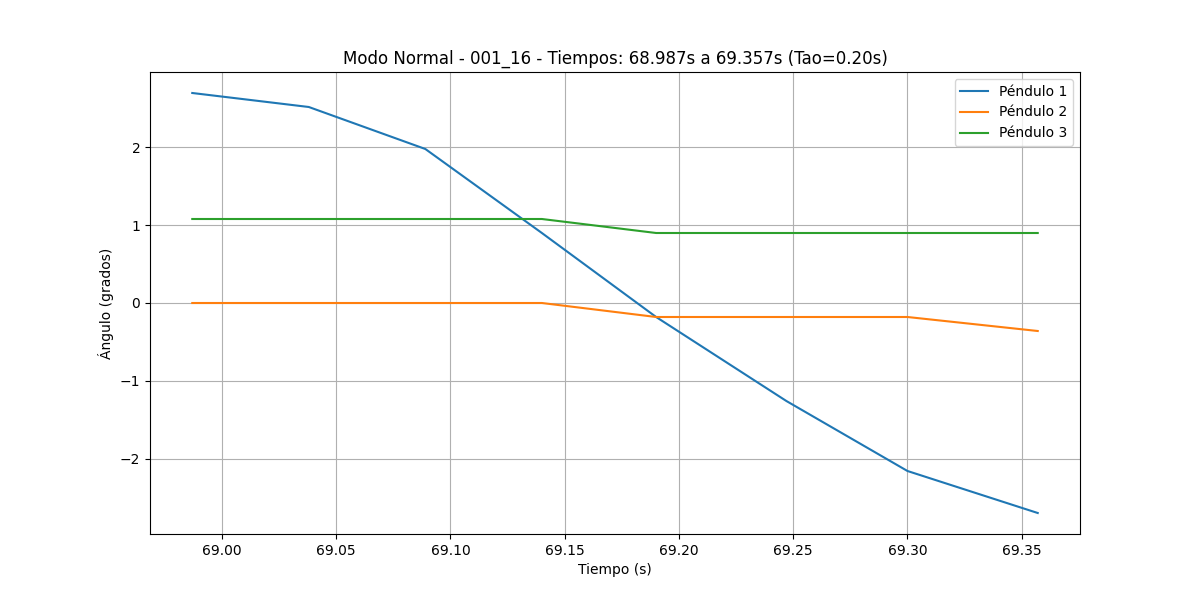 Modo Normal - 001_16 - Tiempos: 68.987s a 69.357s (Tao=0.20s)
Péndulo 1
Péndulo 2
Péndulo 3
Ángulo (grados)
2
1
0
−1
−2
69.00 69.05 69.10 69.15 69.20 69.25 69.30 69.35
Tiempo (s)